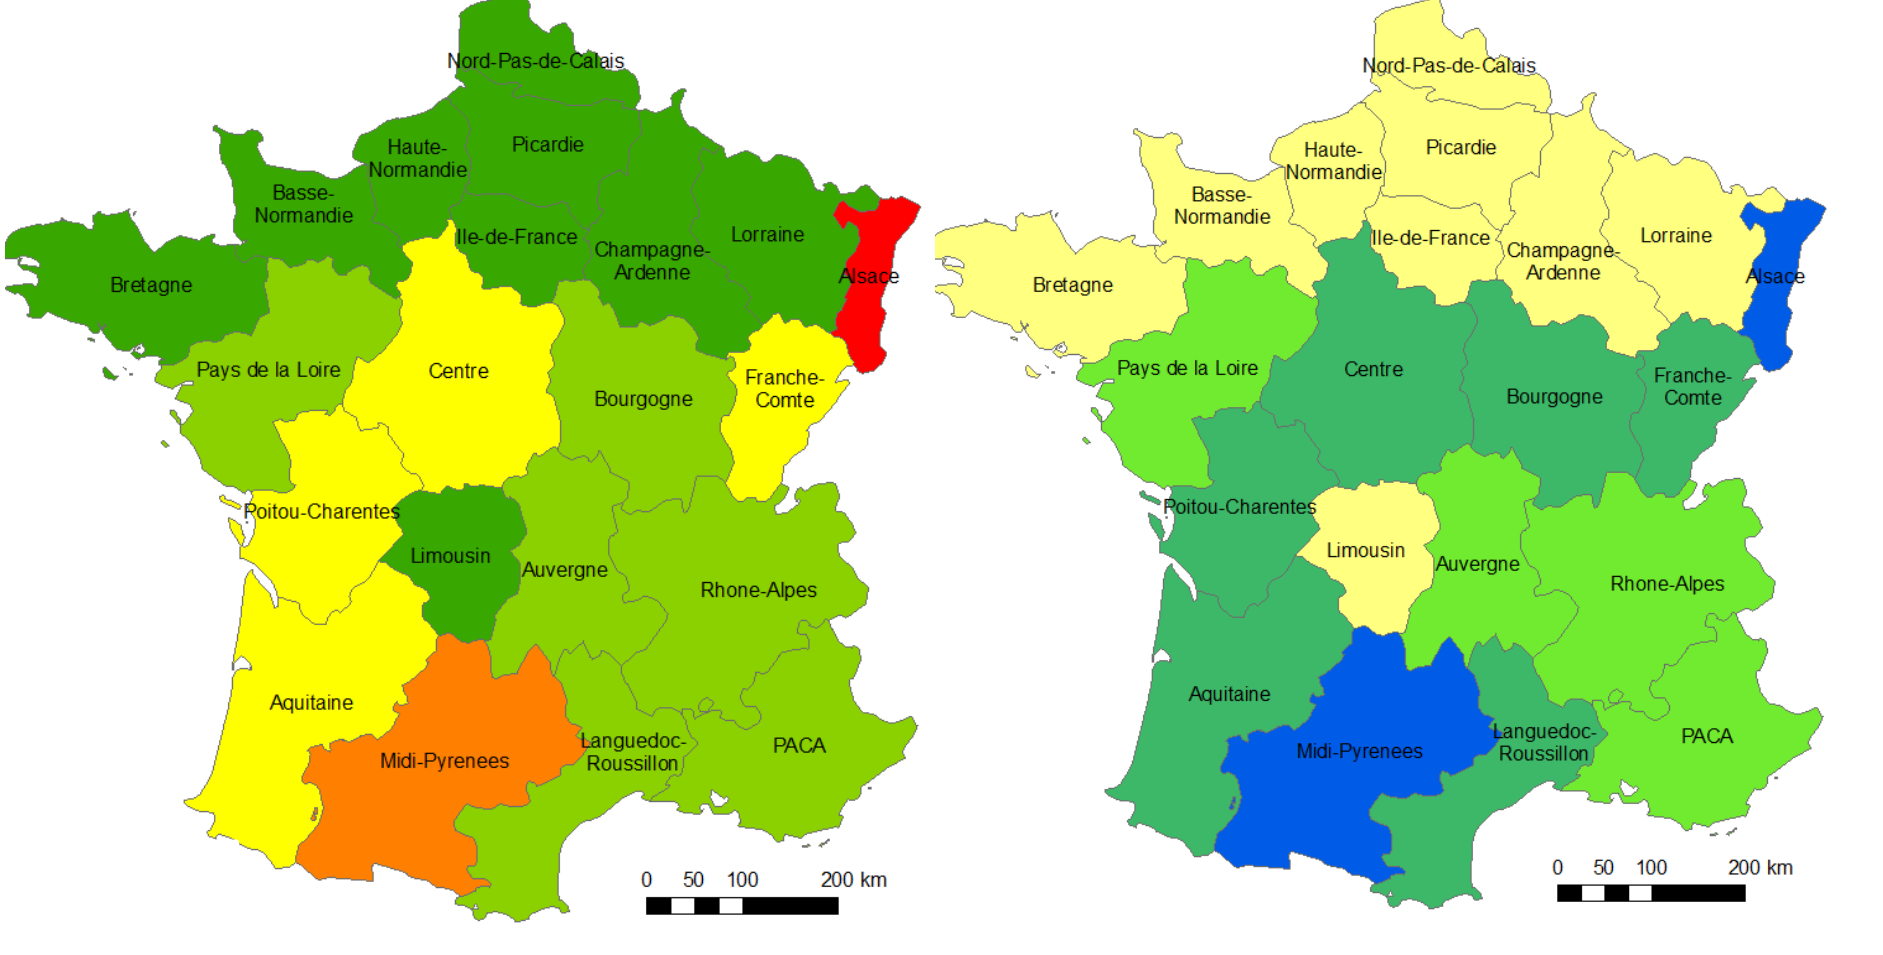 Nord-Pas-de-Calais
Picardie
Haute-
Normandie
Basse-
Normandie
Ile-de-France
Champagne-
Ardenne
Lorraine
Alsace
Bretagne
Pays de la Loire
Centre
Bourgogne
Franche-
Comte
Poitou-Charentes
Limousin
Auvergne
Rhone-Alpes
Aquitaine
Midi-Pyrenees
Languedoc-
Roussillon
PACA
0 50 100 200 km
Nord-Pas-de-Calais
Picardie
Haute-
Normandie
Basse-
Normandie
Ile-de-France
Champagne-
Ardenne
Lorraine
Alsace
Bretagne
Pays de la Loire
Centre
Bourgogne
Franche-
Comte
Poitou-Charentes
Limousin
Auvergne
Rhone-Alpes
Aquitaine
Midi-Pyrenees
Languedoc-
Roussillon
PACA
0 50 100 200 km